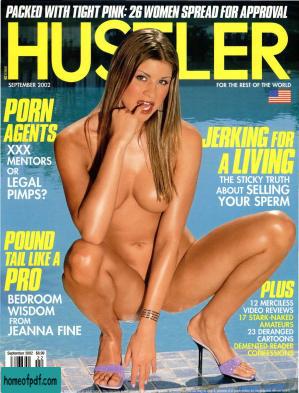 PACKED WITH TIGHT PINK: 26 WOMEN SPREAD FOR APPROVAL
HUSTLER
SEPTEMBER 2002
FOR THE REST OF THE WORLD
PORN
AGENTS
XXX
MENTORS
OR
LEGAL
PIMPS?
JERKING FOR
A LIVING
THE STICKY TRUTH
ABOUT SELLING
YOUR SPERM
POUND
TAIL LIKE A
PRO
BEDROOM
WISDOM
FROM
JEANNA FINE
PLUS
12 MERCILESS
VIDEO REVIEWS
17 STARK-NAKED
AMATEURS
23 DERANGED
CARTOONS
DEMENTED READER
CONFESSIONS
September 2002
homeofpdf.com